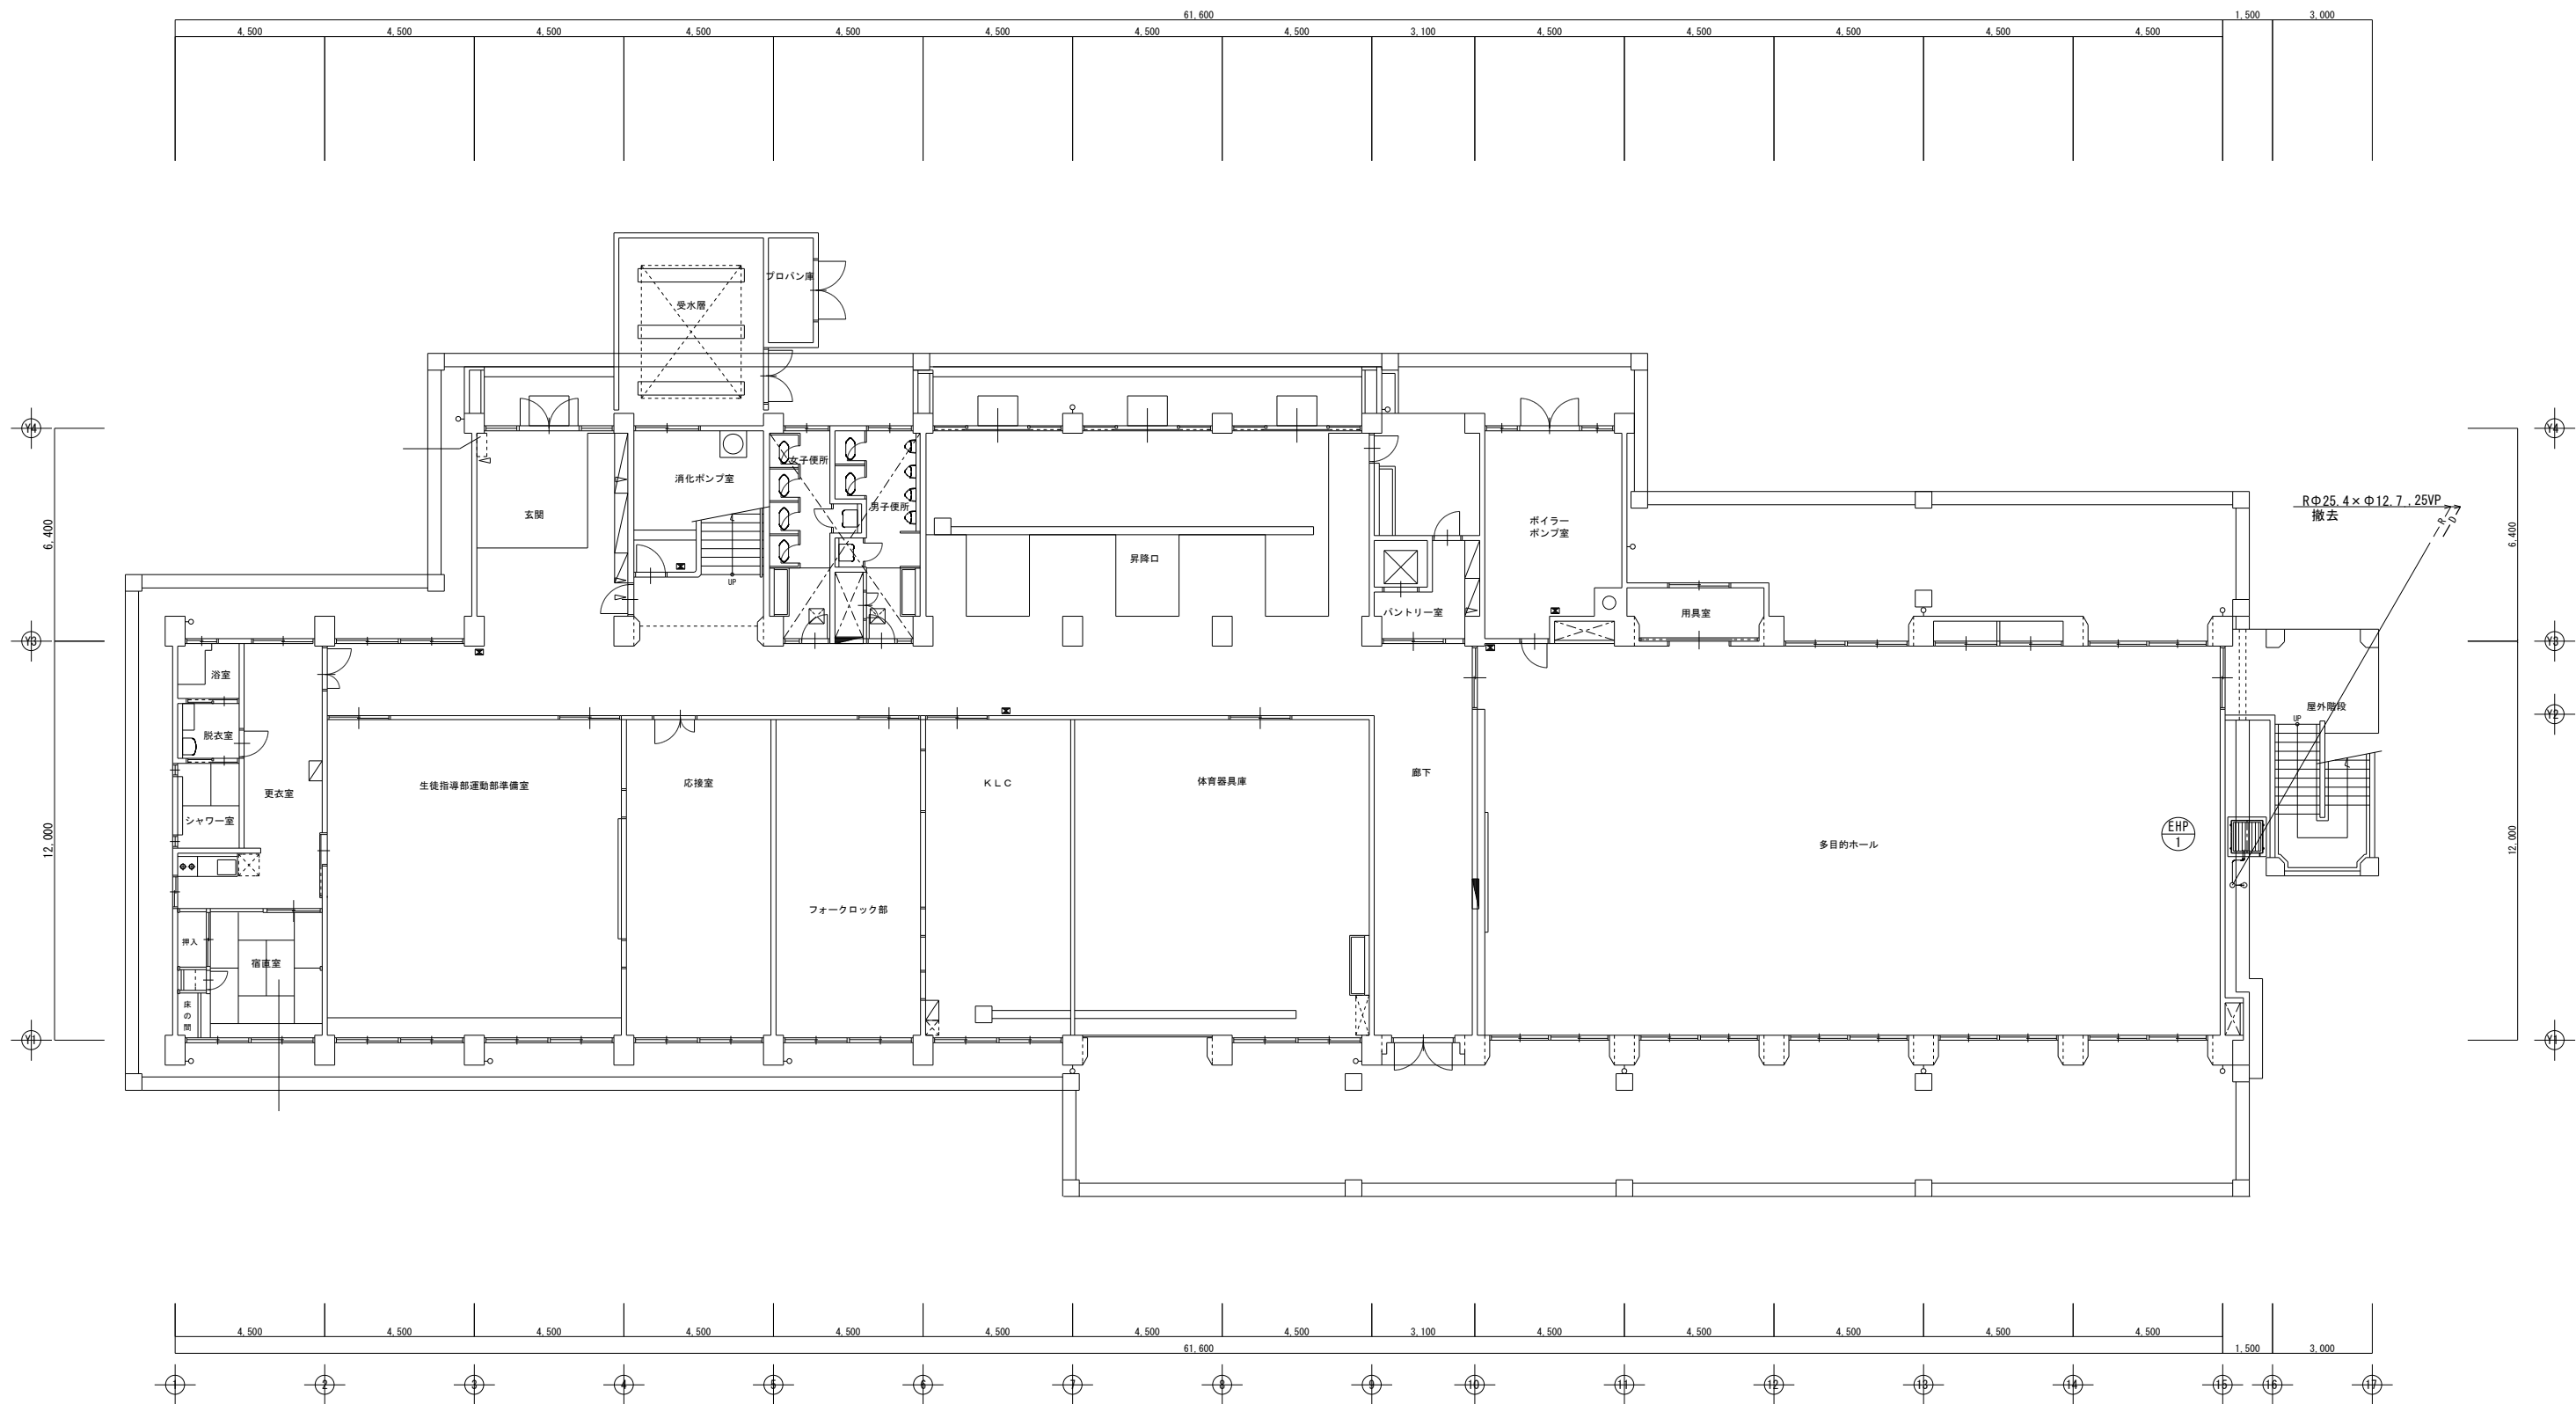 61,600
1,500
3,000
4,500
4,500
4,500
4,500
4,500
4,500
4,500
4,500
3,100
4,500
4,500
4,500
4,500
4,500
プロパン庫
受水層
Y4
Y4
女子便所
消化ポンプ室
男子便所
玄関
RΦ25.4×Φ12.7,25VP
撤去
R
D
ボイラー
ポンプ室
6,400
6,400
昇降口
UP
パントリー室
用具室
Y3
Y3
浴室
屋外階段
UP
Y2
脱衣室
廊下
体育器具庫
KLC
応接室
生徒指導部運動部準備室
更衣室
シャワー室
EHP
1
12,000
12,000
多目的ホール
フォークロック部
押入
宿直室
床の間
Y1
Y1
4,500
4,500
4,500
4,500
4,500
4,500
4,500
4,500
3,100
4,500
4,500
4,500
4,500
4,500
61,600
1,500
3,000
1
2
3
4
5
6
7
8
9
10
11
12
13
14
15
16
17